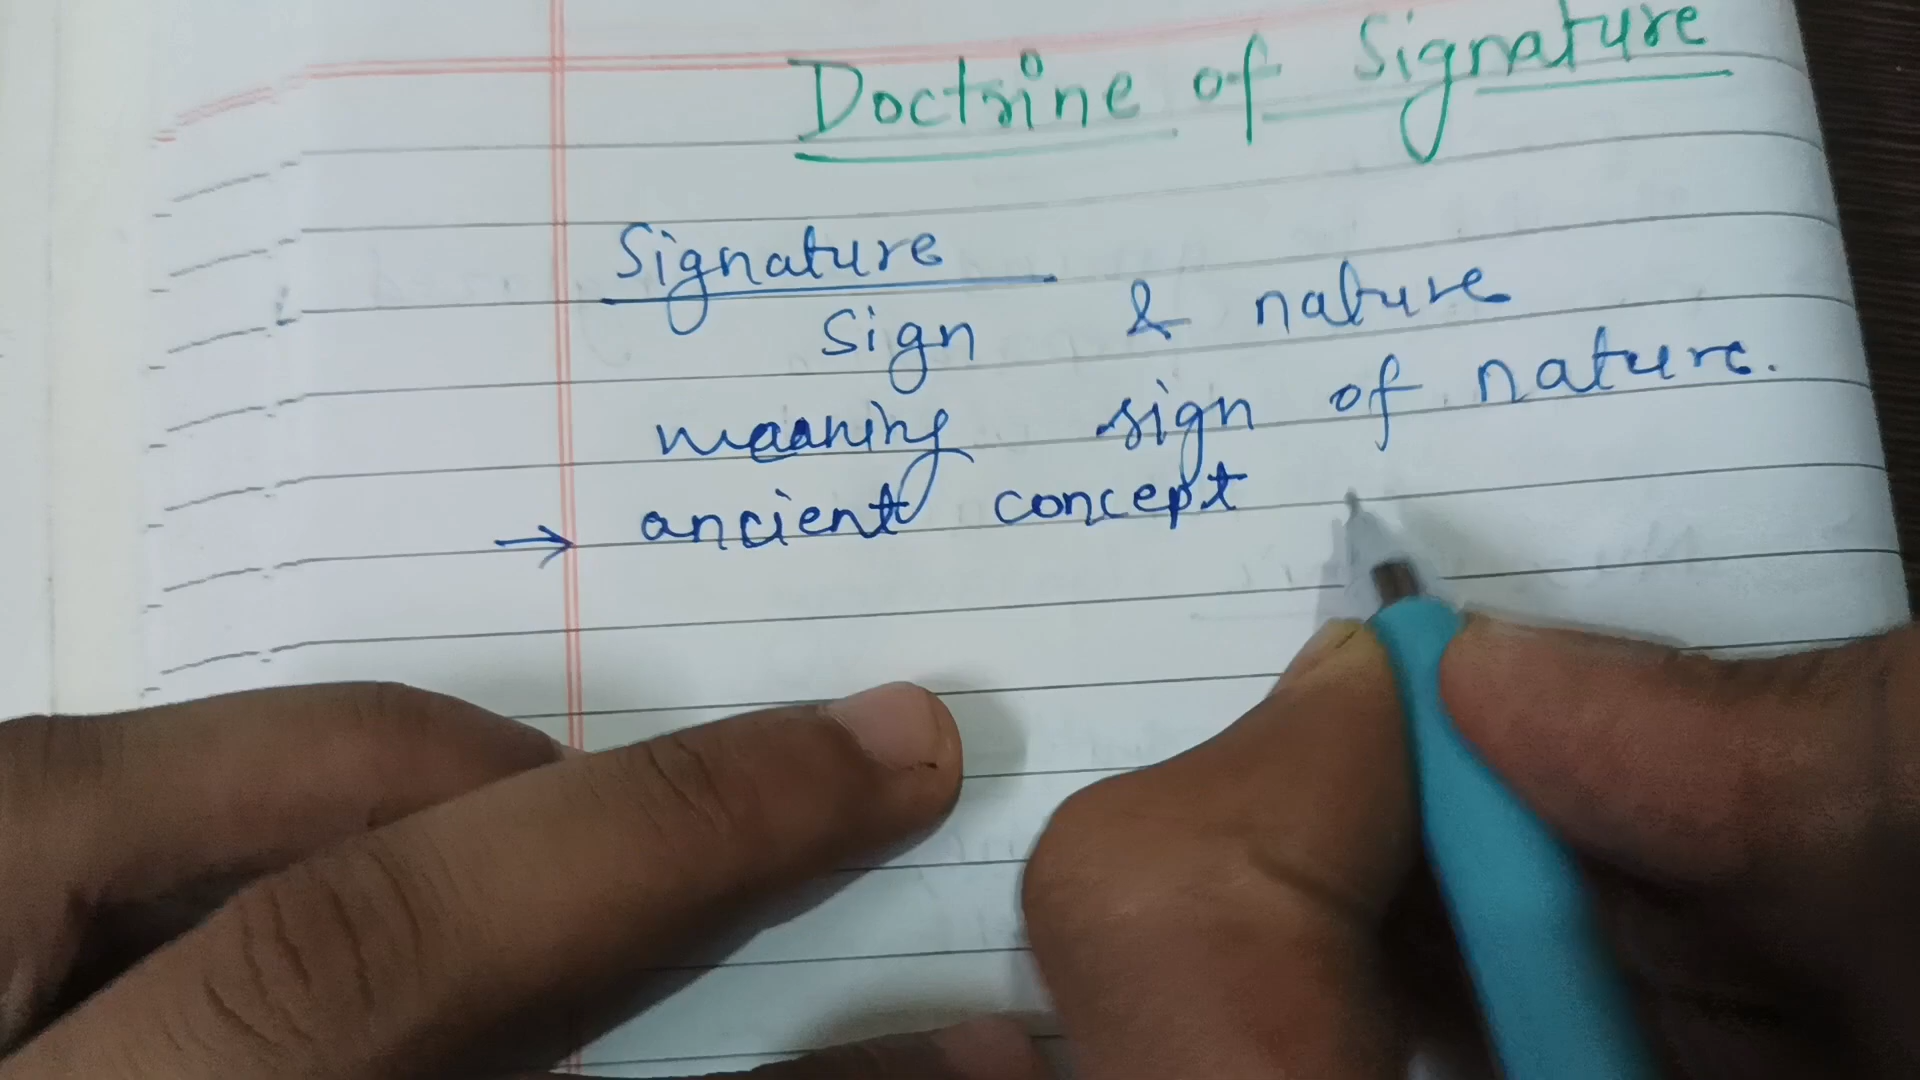 Doctrine of Signature
Signature
Sign & nature
meaning sign of nature.
→ ancient concept